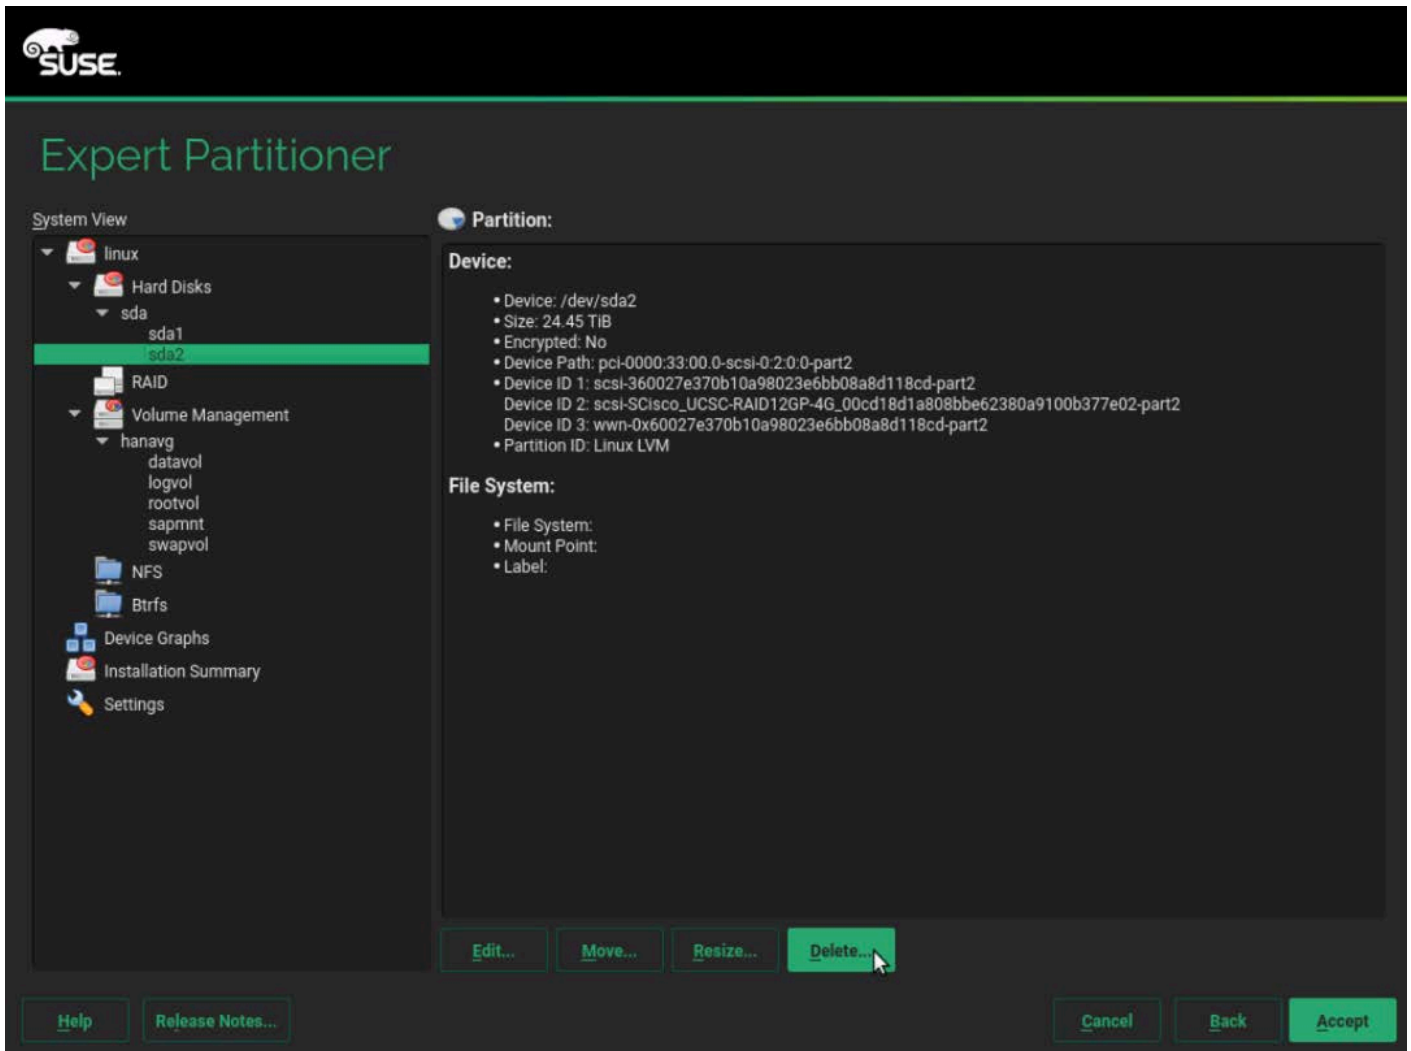 SUSE.
Expert Partitioner
System View
linux
Hard Disks
sda
sda1
sda2
RAID
Volume Management
hanavg
datavol
logvol
rootvol
sapmnt
swapvol
NFS
Btrfs
Device Graphs
Installation Summary
Settings
Partition:
Device:
• Device: /dev/sda2
• Size: 24.45 TiB
• Encrypted: No
• Device Path: pci-0000:33:00.0-scsi-0:2:0:0-part2
• Device ID 1: scsi-360027e370b10a98023e6bb08a8d118cd-part2
Device ID 2: scsi-SCisco_UCSC-RAID12GP-4G_00cd18d1a808bbe62380a9100b377e02-part2
Device ID 3: wwn-0x60027e370b10a98023e6bb08a8d118cd-part2
• Partition ID: Linux LVM
File System:
• File System:
• Mount Point:
• Label:
Edit... Move... Resize... Delete...
Help Release Notes... Cancel Back Accept